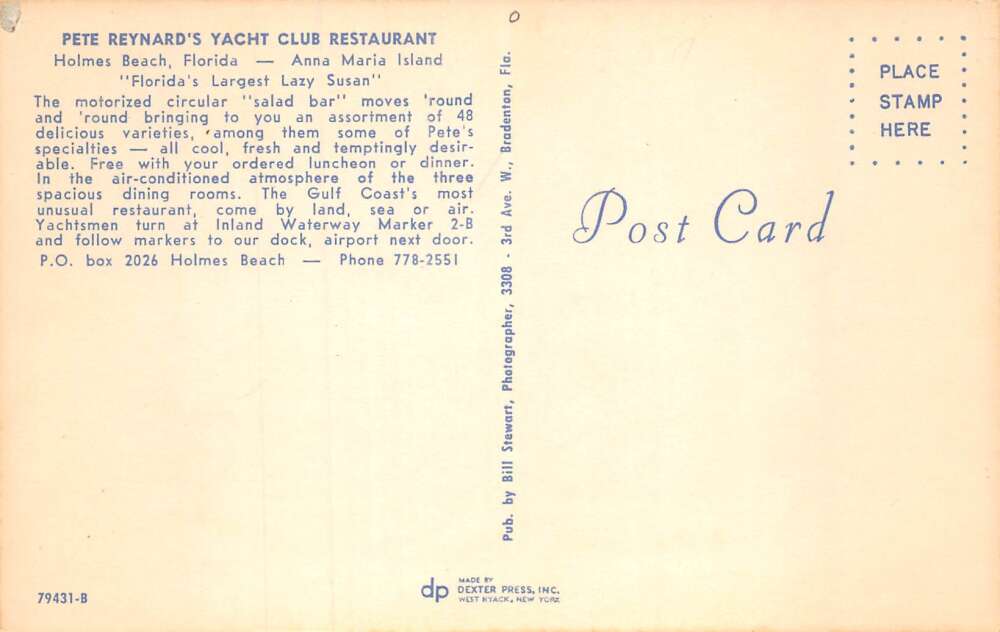 PETE REYNARD'S YACHT CLUB RESTAURANT
Holmes Beach, Florida — Anna Maria Island
"Florida's Largest Lazy Susan"
The motorized circular "salad bar" moves 'round
and 'round bringing to you an assortment of 48
delicious varieties, among them some of Pete's
specialties — all cool, fresh and temptingly desir-
able. Free with your ordered luncheon or dinner.
In the air-conditioned atmosphere of the three
spacious dining rooms. The Gulf Coast's most
unusual restaurant, come by land, sea or air.
Yachtsmen turn at Inland Waterway Marker 2-B
and follow markers to our dock, airport next door.
P.O. box 2026 Holmes Beach — Phone 778-2551
Pub. by Bill Stewart, Photographer, 3308 - 3rd Ave. W., Bradenton, Fla.
PLACE
STAMP
HERE
Post Card
79431-B
dp
MADE BY
DEXTER PRESS, INC.
WEST NYACK, NEW YORK